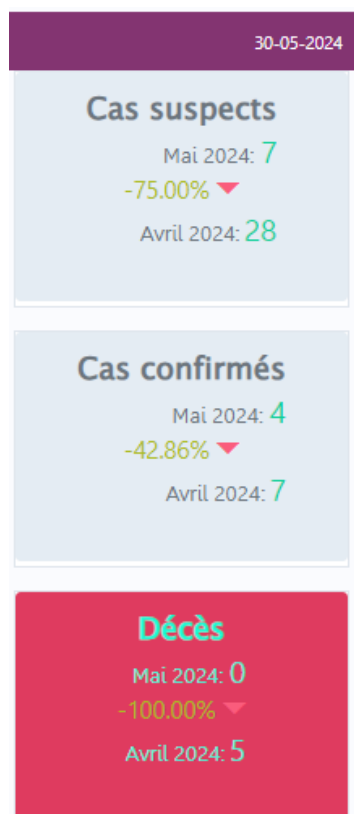 30-05-2024
Cas suspects
Mai 2024: 7
-75.00%
Avril 2024: 28
Cas confirmés
Mai 2024: 4
-42.86%
Avril 2024: 7
Décès
Mai 2024: 0
-100.00%
Avril 2024: 5